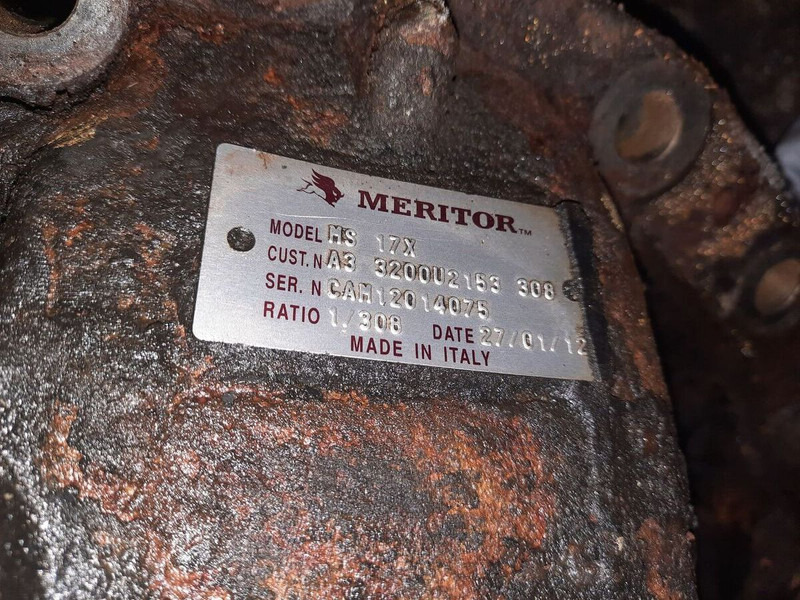 MERITOR™
MODEL MS 17X
CUST.N A3 3200U2153 308
SER. N CAM12014075
RATIO 1/308 DATE 27/01/12
MADE IN ITALY